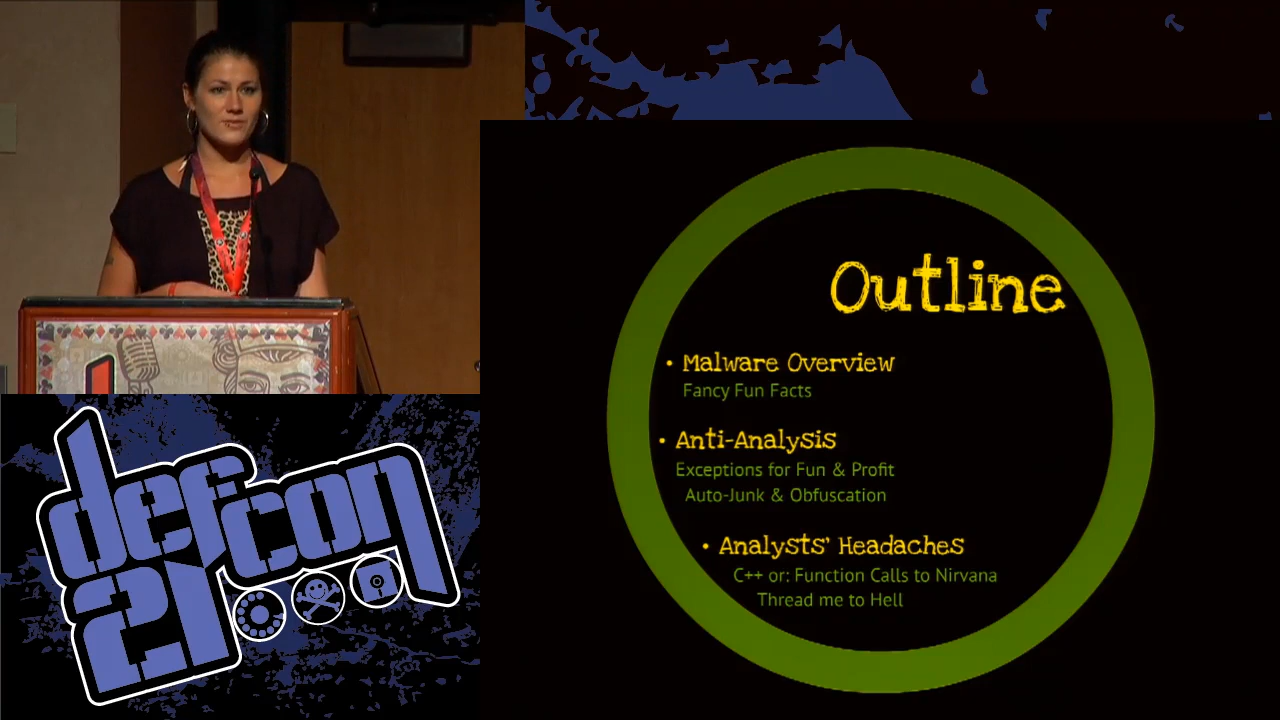 Outline
• Malware Overview
Fancy Fun Facts
• Anti-Analysis
Exceptions for Fun & Profit
Auto-Junk & Obfuscation
• Analysts' Headaches
C++ or: Function Calls to Nirvana
Thread me to Hell
defcon
21